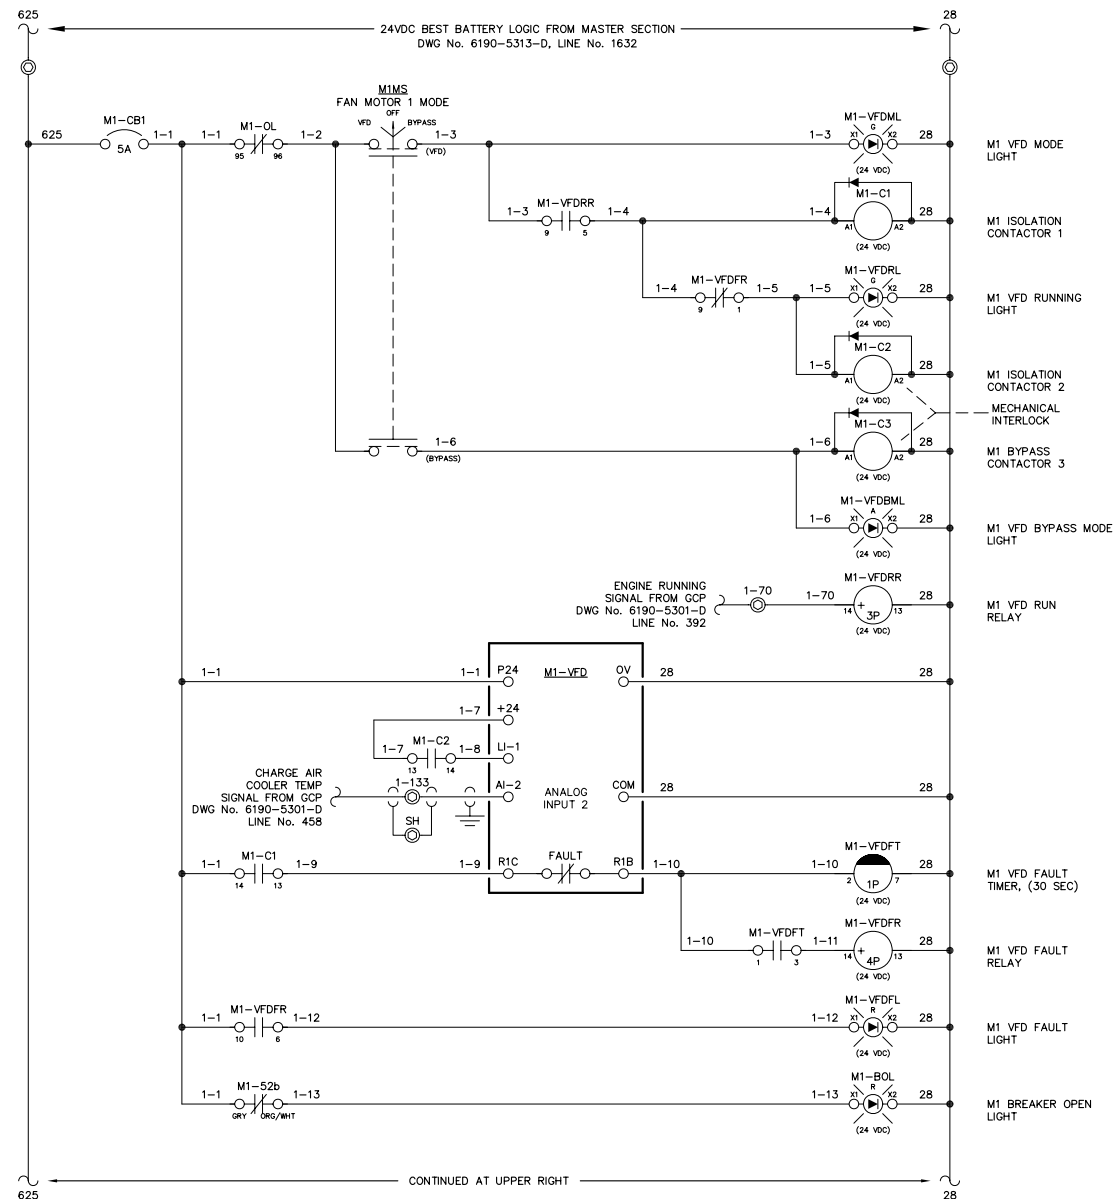 625
28
24VDC BEST BATTERY LOGIC FROM MASTER SECTION
DWG No. 6190-5313-D, LINE No. 1632
M1MS
FAN MOTOR 1 MODE
OFF
VFD
BYPASS
625
M1-CB1
5A
1-1
1-1
M1-OL
95
96
1-2
1-3
(VFD)
1-3
M1-VFDML
G
X1
X2
(24 VDC)
28
M1 VFD MODE
LIGHT
1-3
M1-VFDRR
9
5
1-4
1-4
M1-C1
A1
A2
(24 VDC)
28
M1 ISOLATION
CONTACTOR 1
1-4
M1-VFDFR
9
1
1-5
1-5
M1-VFDRL
G
X1
X2
(24 VDC)
28
M1 VFD RUNNING
LIGHT
1-5
M1-C2
A1
A2
(24 VDC)
28
M1 ISOLATION
CONTACTOR 2
MECHANICAL
INTERLOCK
1-6
(BYPASS)
1-6
M1-C3
A1
A2
(24 VDC)
28
M1 BYPASS
CONTACTOR 3
1-6
M1-VFDBML
A
X1
X2
(24 VDC)
28
M1 VFD BYPASS MODE
LIGHT
ENGINE RUNNING
SIGNAL FROM GCP
DWG No. 6190-5301-D
LINE No. 392
1-70
1-70
M1-VFDRR
14
+
3P
13
(24 VDC)
28
M1 VFD RUN
RELAY
1-1
1-1
P24
M1-VFD
OV
28
28
1-7
+24
1-7
M1-C2
13
14
1-8
LI-1
CHARGE AIR
COOLER TEMP
SIGNAL FROM GCP
DWG No. 6190-5301-D
LINE No. 458
1-133
SH
AI-2
ANALOG
INPUT 2
COM
28
28
1-1
M1-C1
14
13
1-9
1-9
R1C
FAULT
R1B
1-10
1-10
M1-VFDFT
2
1P
7
(24 VDC)
28
M1 VFD FAULT
TIMER, (30 SEC)
1-10
M1-VFDFT
1
3
1-11
M1-VFDFR
14
+
4P
13
(24 VDC)
28
M1 VFD FAULT
RELAY
1-1
M1-VFDFR
10
6
1-12
1-12
M1-VFDFL
R
X1
X2
(24 VDC)
28
M1 VFD FAULT
LIGHT
1-1
M1-52b
GRY
ORG/WHT
1-13
1-13
M1-BOL
R
X1
X2
(24 VDC)
28
M1 BREAKER OPEN
LIGHT
CONTINUED AT UPPER RIGHT
625
28